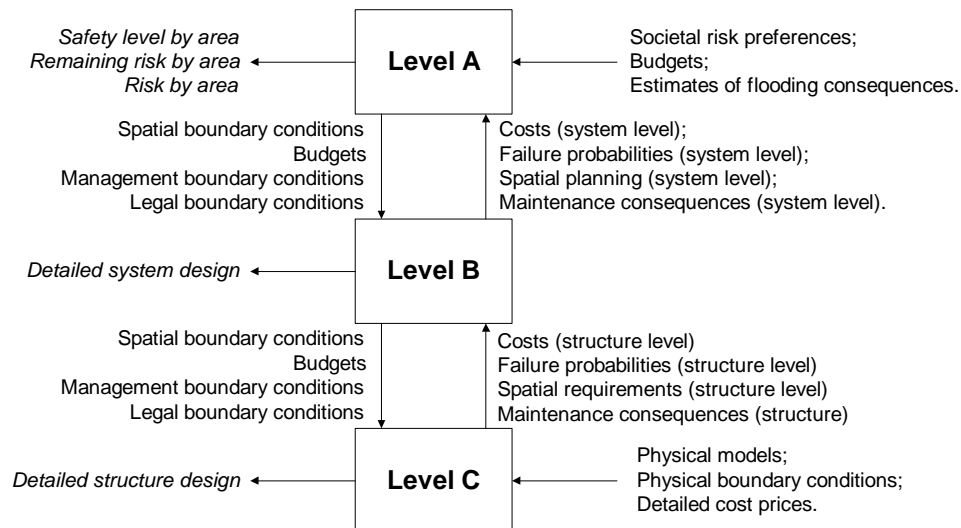 Safety level by area
Remaining risk by area
Risk by area
Level A
Societal risk preferences;
Budgets;
Estimates of flooding consequences.
Spatial boundary conditions
Budgets
Management boundary conditions
Legal boundary conditions
Costs (system level);
Failure probabilities (system level);
Spatial planning (system level);
Maintenance consequences (system level).
Detailed system design
Level B
Spatial boundary conditions
Budgets
Management boundary conditions
Legal boundary conditions
Costs (structure level)
Failure probabilities (structure level)
Spatial requirements (structure level)
Maintenance consequences (structure)
Detailed structure design
Level C
Physical models;
Physical boundary conditions;
Detailed cost prices.